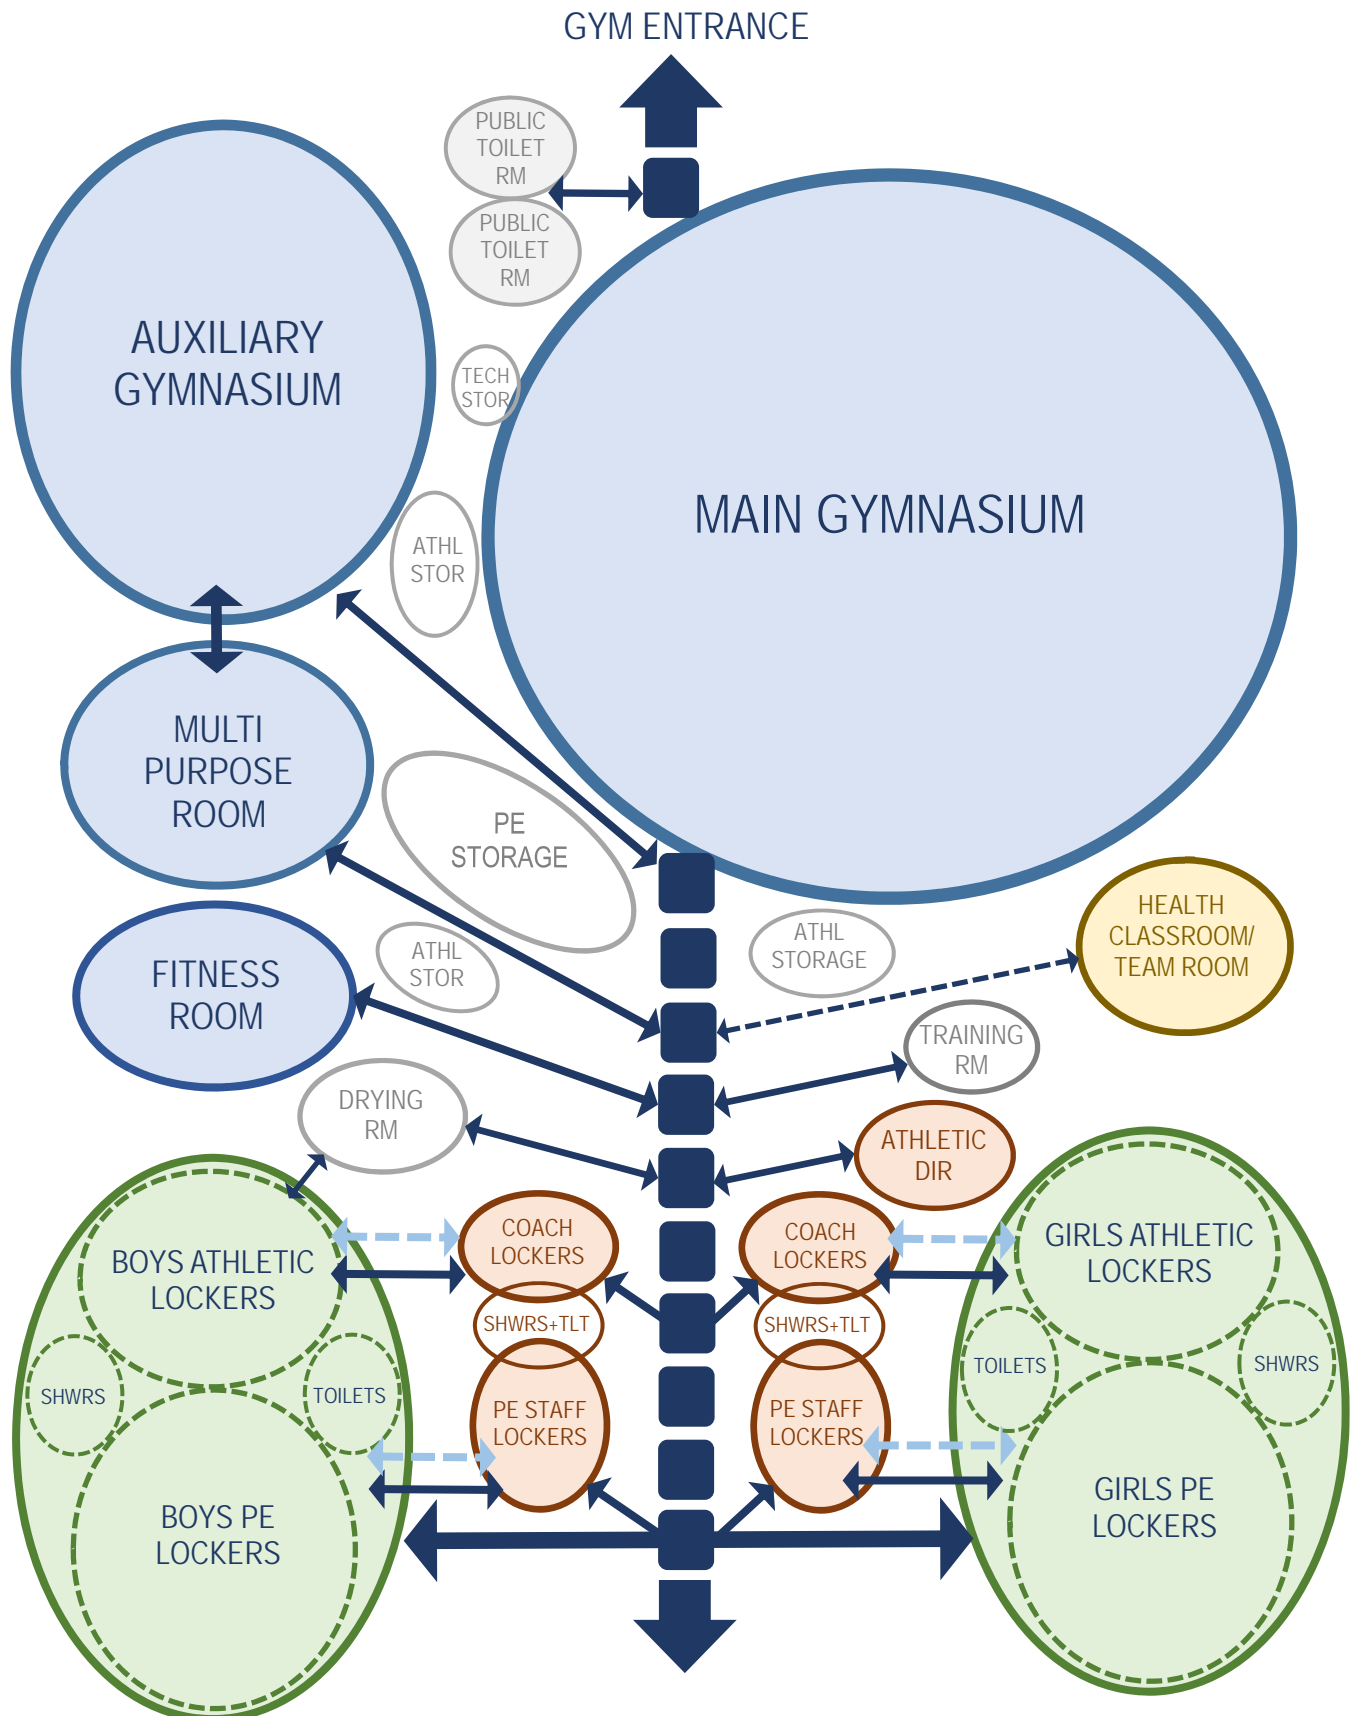 GYM ENTRANCE
PUBLIC
TOILET
RM
PUBLIC
TOILET
RM
AUXILIARY
GYMNASIUM
TECH
STOR
MAIN GYMNASIUM
ATHL
STOR
MULTI
PURPOSE
ROOM
PE
STORAGE
HEALTH
CLASSROOM/
TEAM ROOM
ATHL
STORAGE
ATHL
STOR
FITNESS
ROOM
TRAINING
RM
DRYING
RM
ATHLETIC
DIR
BOYS ATHLETIC
LOCKERS
COACH
LOCKERS
COACH
LOCKERS
GIRLS ATHLETIC
LOCKERS
SHWRS+TLT
SHWRS+TLT
SHWRS
TOILETS
TOILETS
SHWRS
PE STAFF
LOCKERS
PE STAFF
LOCKERS
BOYS PE
LOCKERS
GIRLS PE
LOCKERS